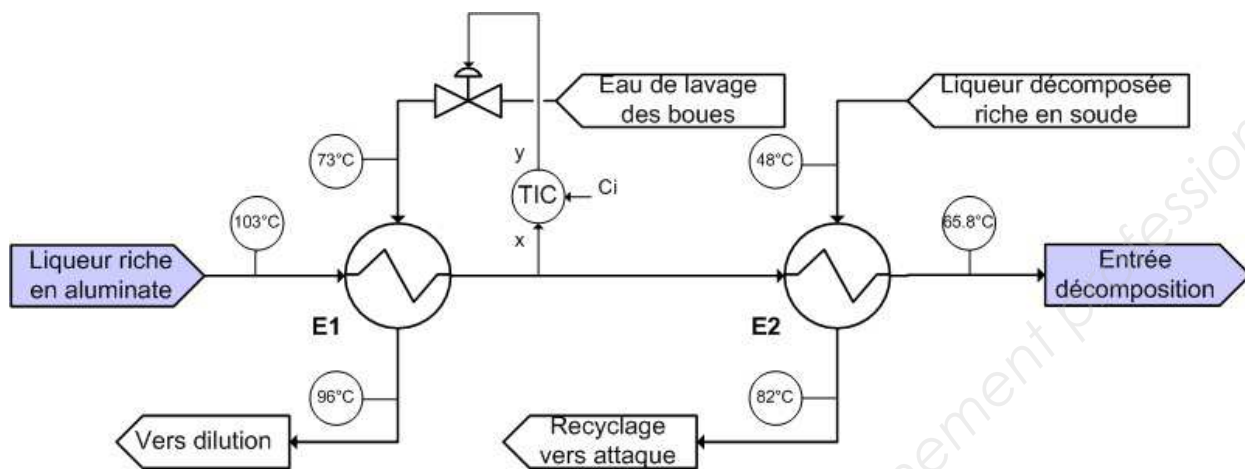 Eau de lavage
des boues
Liqueur décomposée
riche en soude
73°C
y
TIC
Ci
x
48°C
103°C
65.8°C
Liqueur riche
en aluminate
Entrée
décomposition
E1
E2
96°C
82°C
Vers dilution
Recyclage
vers attaque